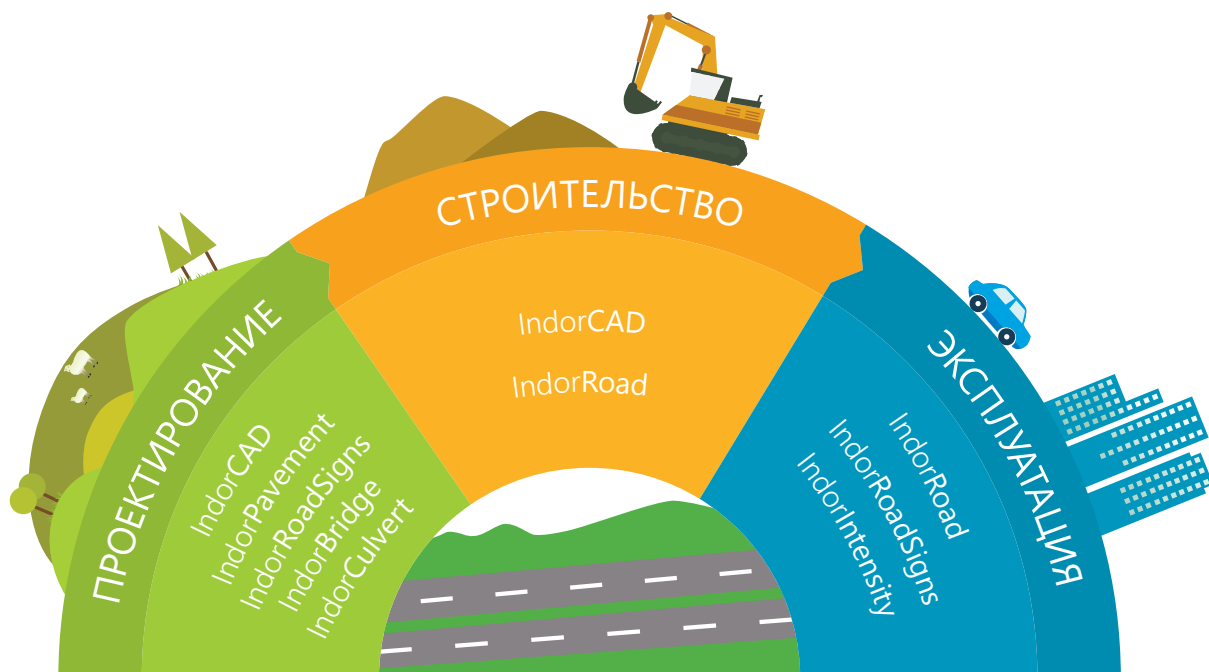 ПРОЕКТИРОВАНИЕ
IndorCAD
IndorPavement
IndorRoadSigns
IndorBridge
IndorCulvert
СТРОИТЕЛЬСТВО
IndorCAD
IndorRoad
ЭКСПЛУАТАЦИЯ
IndorRoad
IndorRoadSigns
IndorIntensity